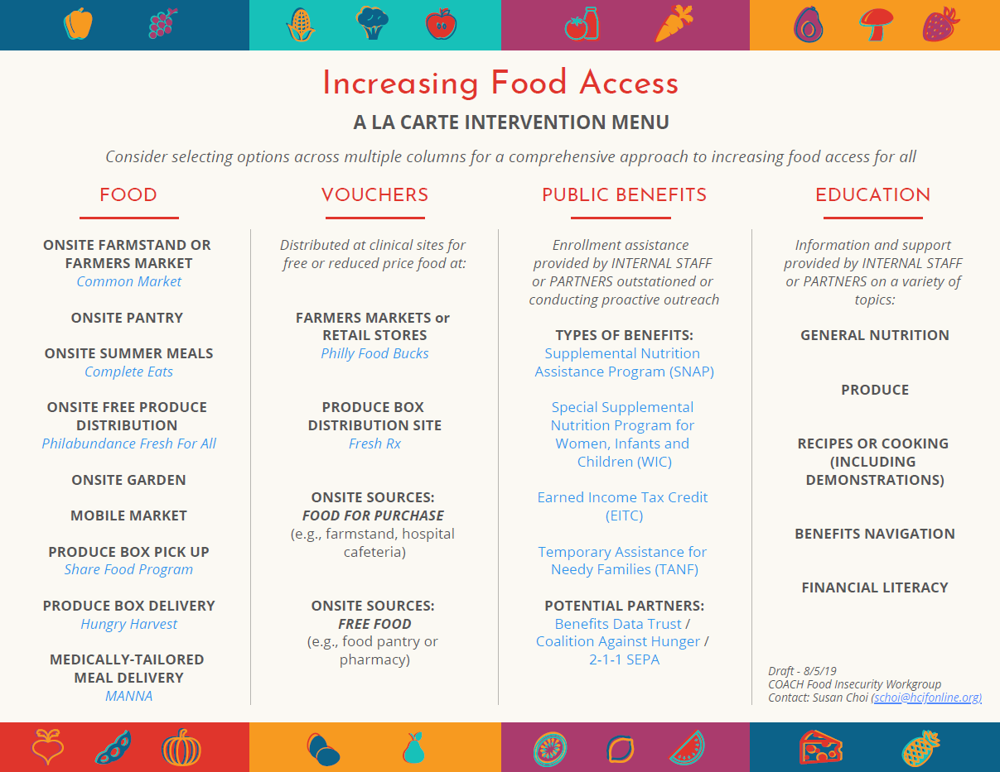 Increasing Food Access
A LA CARTE INTERVENTION MENU
Consider selecting options across multiple columns for a comprehensive approach to increasing food access for all
FOOD
ONSITE FARMSTAND OR
FARMERS MARKET
Common Market
ONSITE PANTRY
ONSITE SUMMER MEALS
Complete Eats
ONSITE FREE PRODUCE
DISTRIBUTION
Philabundance Fresh For All
ONSITE GARDEN
MOBILE MARKET
PRODUCE BOX PICK UP
Share Food Program
PRODUCE BOX DELIVERY
Hungry Harvest
MEDICALLY-TAILORED
MEAL DELIVERY
MANNA
VOUCHERS
Distributed at clinical sites for
free or reduced price food at:
FARMERS MARKETS or
RETAIL STORES
Philly Food Bucks
PRODUCE BOX
DISTRIBUTION SITE
Fresh Rx
ONSITE SOURCES:
FOOD FOR PURCHASE
(e.g., farmstand, hospital
cafeteria)
ONSITE SOURCES:
FREE FOOD
(e.g., food pantry or
pharmacy)
PUBLIC BENEFITS
Enrollment assistance
provided by INTERNAL STAFF
or PARTNERS outstationed or
conducting proactive outreach
TYPES OF BENEFITS:
Supplemental Nutrition
Assistance Program (SNAP)
Special Supplemental
Nutrition Program for
Women, Infants and
Children (WIC)
Earned Income Tax Credit
(EITC)
Temporary Assistance for
Needy Families (TANF)
POTENTIAL PARTNERS:
Benefits Data Trust /
Coalition Against Hunger /
2-1-1 SEPA
EDUCATION
Information and support
provided by INTERNAL STAFF
or PARTNERS on a variety of
topics:
GENERAL NUTRITION
PRODUCE
RECIPES OR COOKING
(INCLUDING
DEMONSTRATIONS)
BENEFITS NAVIGATION
FINANCIAL LITERACY
Draft - 8/5/19
COACH Food Insecurity Workgroup
Contact: Susan Choi (schoi@hcifonline.org)